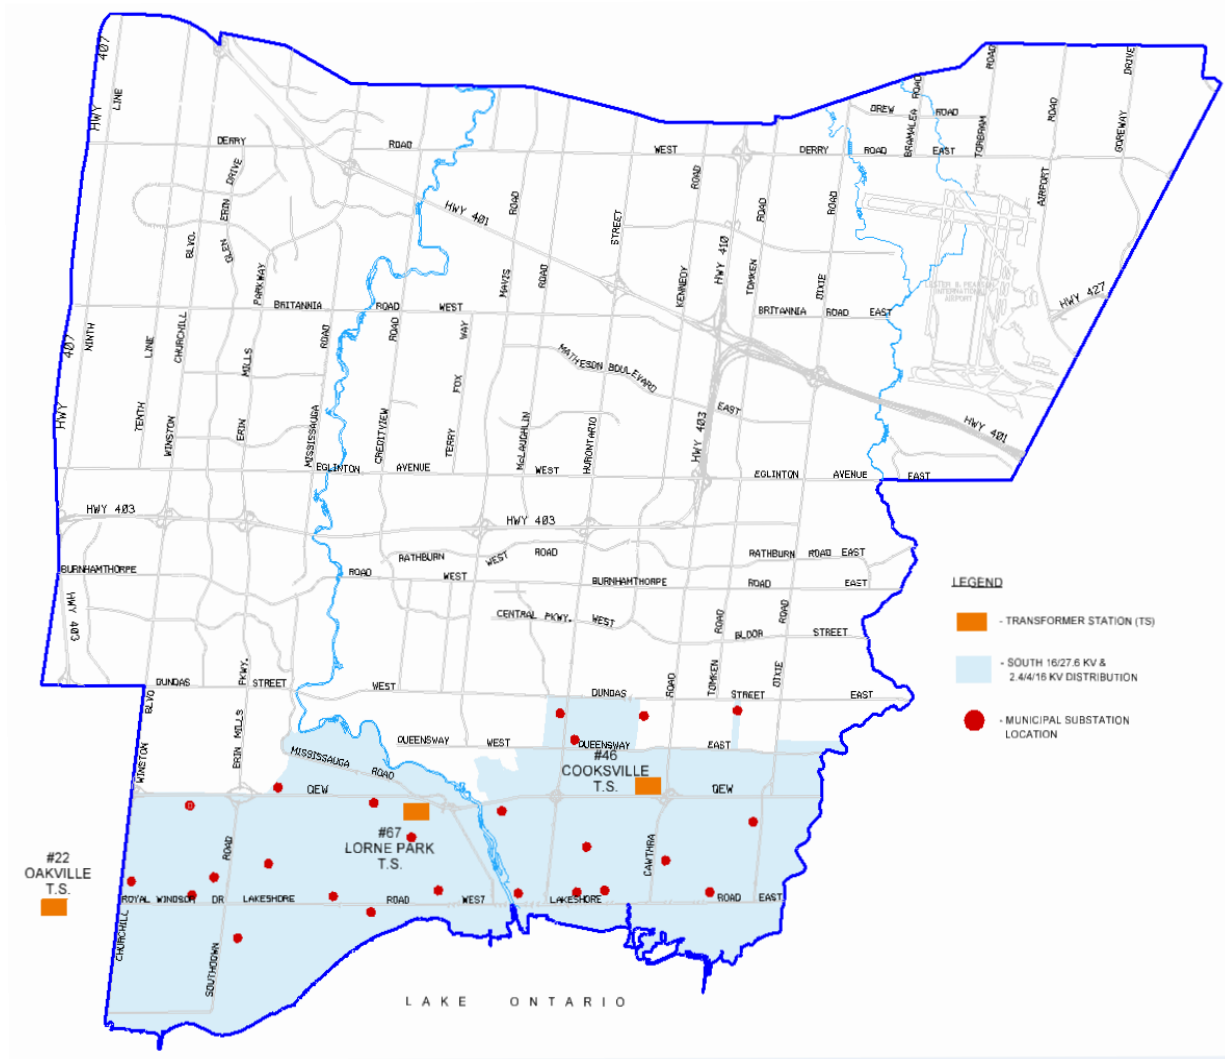 407
HWY
LINE
DERRY
ROAD
WEST
DERRY ROAD EAST
DREW ROAD
BRAMALEA ROAD
TORBRAM
ROAD
AIRPORT
ROAD
GOREWAY
DRIVE
GLEN
ERIN
DRIVE
BLVD.
PARKWAY
HWY 401
MAVIS
ROAD
ROAD
STREET
KENNEDY
ROAD
HWY 410
TOMKEN
ROAD
DIXIE
ROAD
LESTER B. PEARSON
INTERNATIONAL
AIRPORT
HWY 427
BRITANNIA
ROAD
WEST
BRITANNIA ROAD EAST
HWY
407
NINTH
LINE
TENTH
CHURCHILL
WINSTON
MILLS
ERIN
ROAD
MISSISSAUGA
ROAD
CREDITVIEW
WAY
FOX
TERRY
McLAUGHLIN
HURONTARIO
MATHESON BOULEVARD
EAST
HWY 403
HWY 401
EGLINTON
AVENUE
WEST
EGLINTON AVENUE EAST
HWY 403
HWY 403
RATHBURN
WEST
ROAD
RATHBURN ROAD EAST
BURNHAMTHORPE
ROAD
WEST
BURNHAMTHORPE
ROAD
EAST
HWY 403
CENTRAL PKWY.
WEST
BLOOR
STREET
ROAD
TOMKEN
ROAD
DIXIE
ROAD
LEGEND
- TRANSFORMER STATION (TS)
- SOUTH 16/27.6 KV &
2.4/4/16 KV DISTRIBUTION
- MUNICIPAL SUBSTATION
LOCATION
DUNDAS
STREET
WEST
DUNDAS
STREET
EAST
BLVD
WINSTON
PKWY.
ERIN MILLS
MISSISSAUGA
ROAD
QUEENSWAY
WEST
QUEENSWAY
EAST
#46
COOKSVILLE
T.S.
QEW
QEW
#67
LORNE PARK
T.S.
#22
OAKVILLE
T.S.
ROAD
CAWTHRA
ROYAL WINDSOR DR
LAKESHORE
ROAD
WEST
LAKESHORE
ROAD
EAST
CHURCHILL
SOUTHDOWN
LAKE ONTARIO